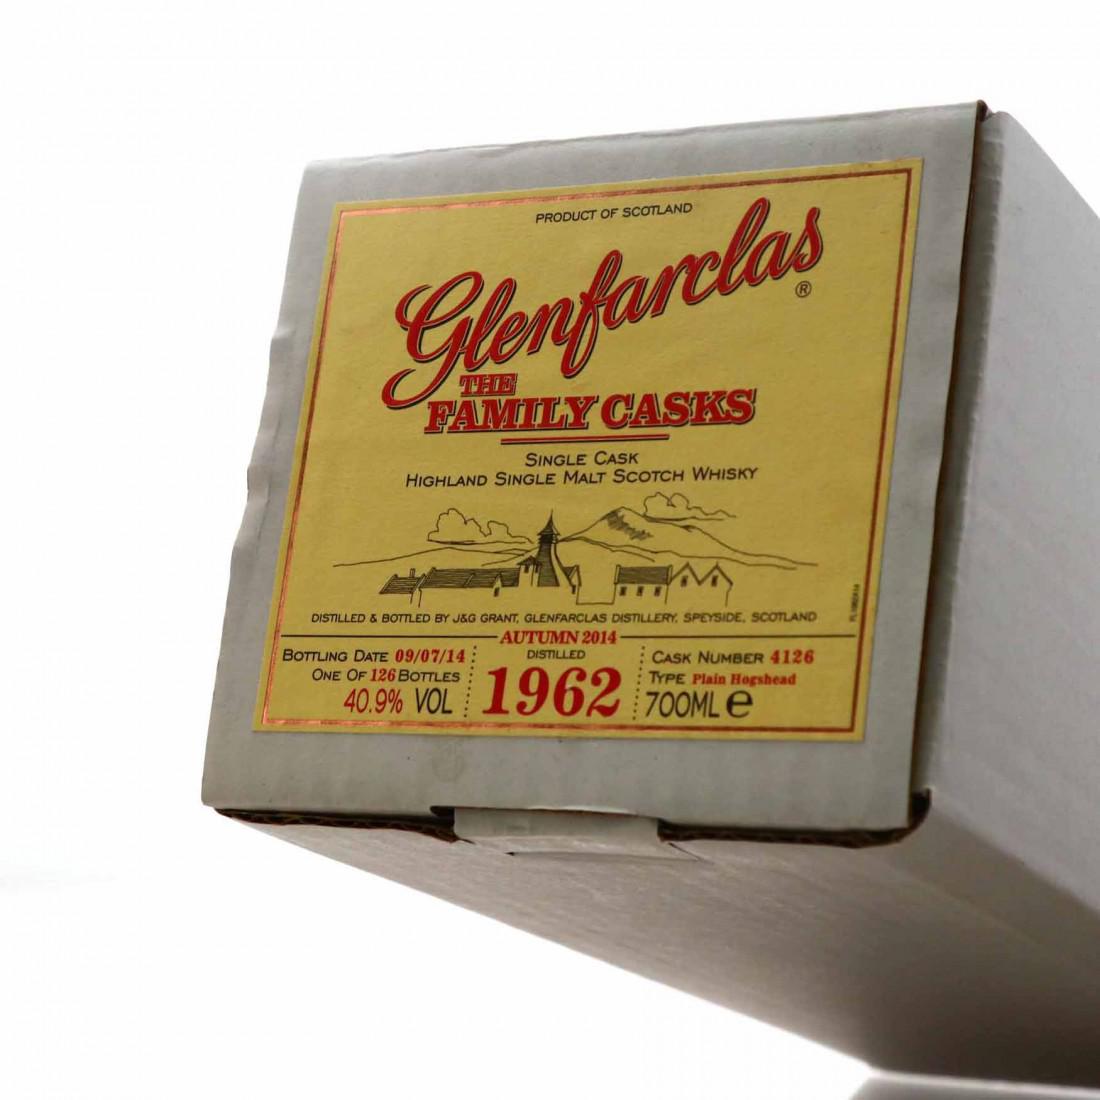 PRODUCT OF SCOTLAND
Glenfarclas ®
THE
FAMILY CASKS
SINGLE CASK
HIGHLAND SINGLE MALT SCOTCH WHISKY
DISTILLED & BOTTLED BY J&G GRANT, GLENFARCLAS DISTILLERY, SPEYSIDE, SCOTLAND
AUTUMN 2014
BOTTLING DATE 09/07/14
ONE OF 126 BOTTLES
40.9% VOL
DISTILLED
1962
CASK NUMBER 4126
TYPE Plain Hogshead
700ML e